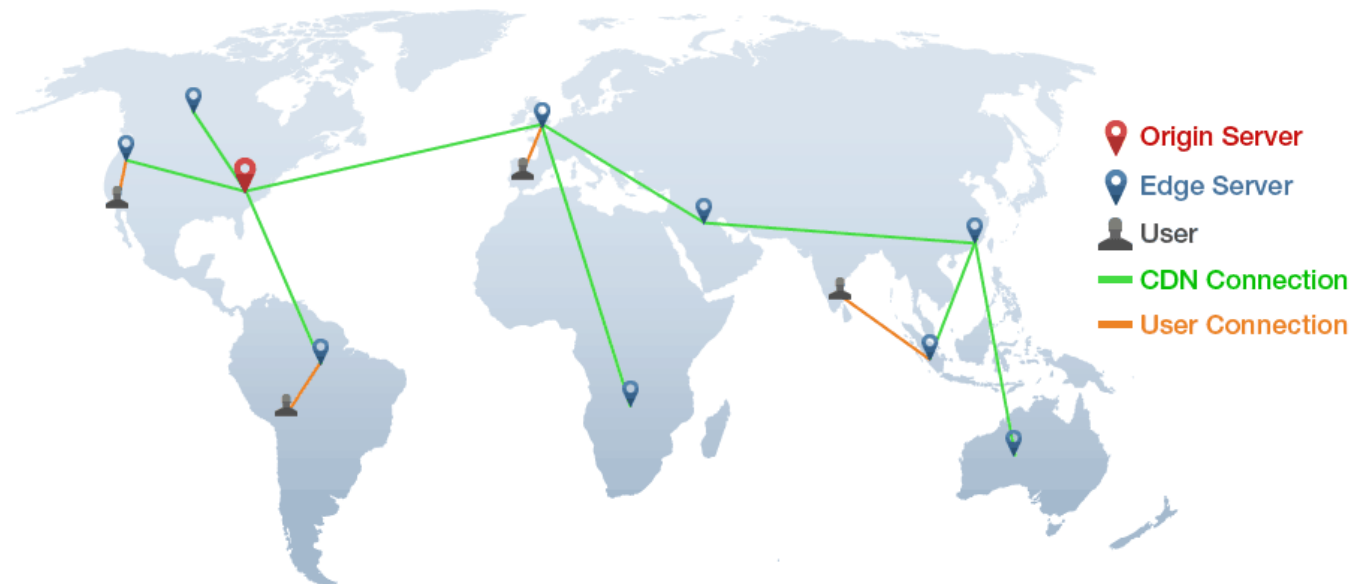 Origin Server
Edge Server
User
CDN Connection
User Connection